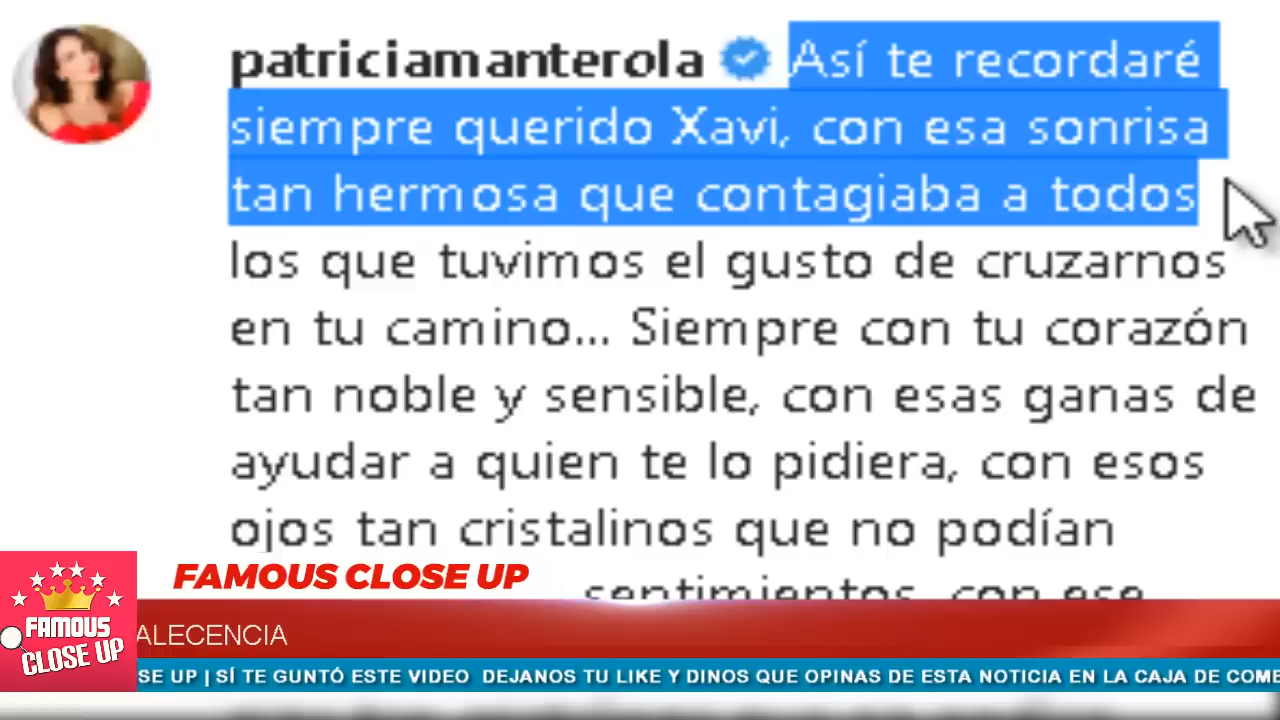 patriciamanterola Así te recordaré
siempre querido Xavi, con esa sonrisa
tan hermosa que contagiaba a todos
los que tuvimos el gusto de cruzarnos
en tu camino... Siempre con tu corazón
tan noble y sensible, con esas ganas de
ayudar a quien te lo pidiera, con esos
ojos tan cristalinos que no podían
sentimientos, con ese
FAMOUS CLOSE UP
FAMOUS
CLOSE UP
ALECENCIA
SE UP | SÍ TE GUNTÓ ESTE VIDEO DEJANOS TU LIKE Y DINOS QUE OPINAS DE ESTA NOTICIA EN LA CAJA DE COME